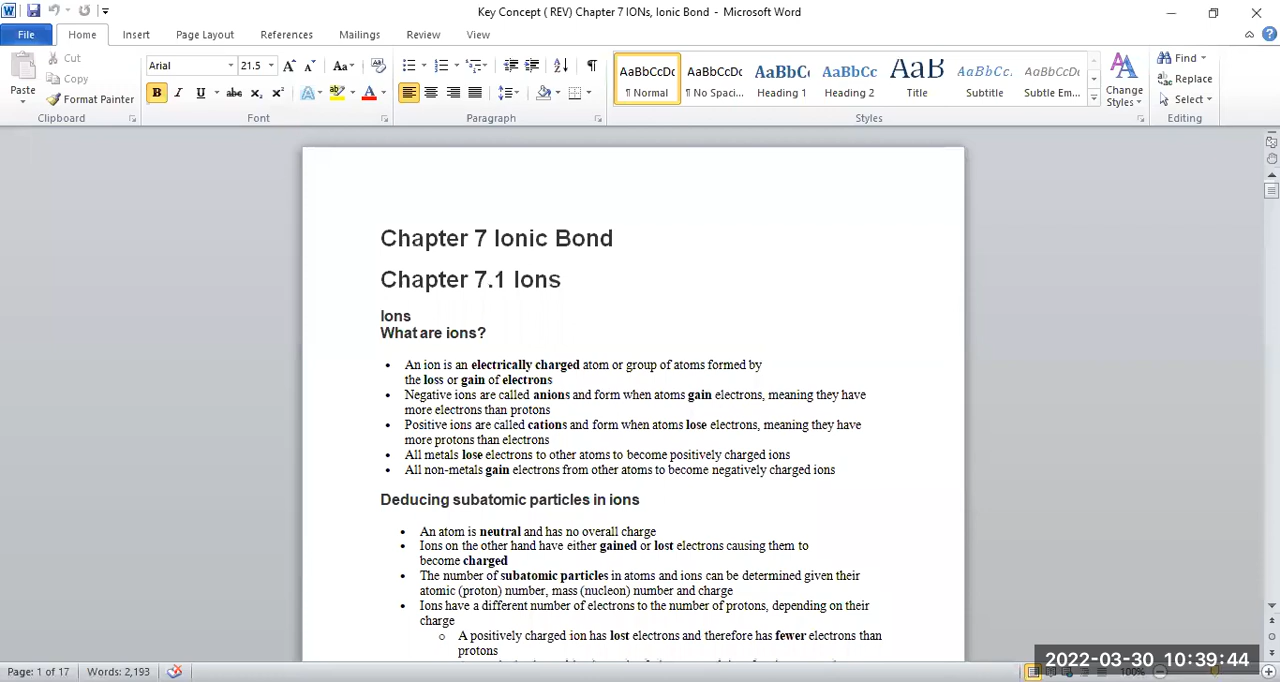 Key Concept ( REV) Chapter 7 IONs, Ionic Bond - Microsoft Word
File Home Insert Page Layout References Mailings Review View
Cut
Copy
Format Painter
Paste
Clipboard
Arial 21.5
Font
Paragraph
AaBbCcDc AaBbCcDc AaBbC AaBbCc AaB AaBbCc. AaBbCcDc
¶ Normal ¶ No Spaci... Heading 1 Heading 2 Title Subtitle Subtle Em...
Change
Styles
Styles
Find
Replace
Select
Editing
Chapter 7 Ionic Bond
Chapter 7.1 Ions
Ions
What are ions?
• An ion is an electrically charged atom or group of atoms formed by
the loss or gain of electrons
• Negative ions are called anions and form when atoms gain electrons, meaning they have
more electrons than protons
• Positive ions are called cations and form when atoms lose electrons, meaning they have
more protons than electrons
• All metals lose electrons to other atoms to become positively charged ions
• All non-metals gain electrons from other atoms to become negatively charged ions
Deducing subatomic particles in ions
• An atom is neutral and has no overall charge
• Ions on the other hand have either gained or lost electrons causing them to
become charged
• The number of subatomic particles in atoms and ions can be determined given their
atomic (proton) number, mass (nucleon) number and charge
• Ions have a different number of electrons to the number of protons, depending on their
charge
o A positively charged ion has lost electrons and therefore has fewer electrons than
protons
Page: 1 of 17 Words: 2,193
100%
2022-03-30 10:39:44